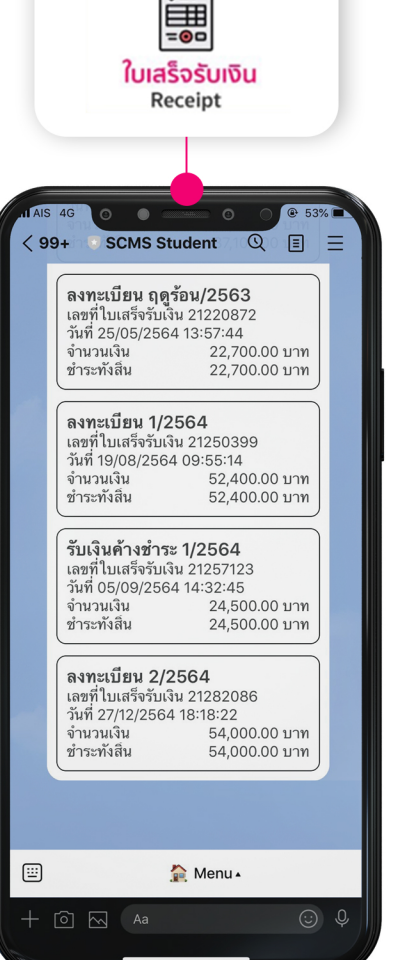 ใบเสร็จรับเงิน
Receipt
AIS 4G 53%
99+ SCMS Student
ลงทะเบียน ฤดูร้อน/2563
เลขที่ใบเสร็จรับเงิน 21220872
วันที่ 25/05/2564 13:57:44
จำนวนเงิน 22,700.00 บาท
ชำระทั้งสิ้น 22,700.00 บาท
ลงทะเบียน 1/2564
เลขที่ใบเสร็จรับเงิน 21250399
วันที่ 19/08/2564 09:55:14
จำนวนเงิน 52,400.00 บาท
ชำระทั้งสิ้น 52,400.00 บาท
รับเงินค้างชำระ 1/2564
เลขที่ใบเสร็จรับเงิน 21257123
วันที่ 05/09/2564 14:32:45
จำนวนเงิน 24,500.00 บาท
ชำระทั้งสิ้น 24,500.00 บาท
ลงทะเบียน 2/2564
เลขที่ใบเสร็จรับเงิน 21282086
วันที่ 27/12/2564 18:18:22
จำนวนเงิน 54,000.00 บาท
ชำระทั้งสิ้น 54,000.00 บาท
Menu
Aa